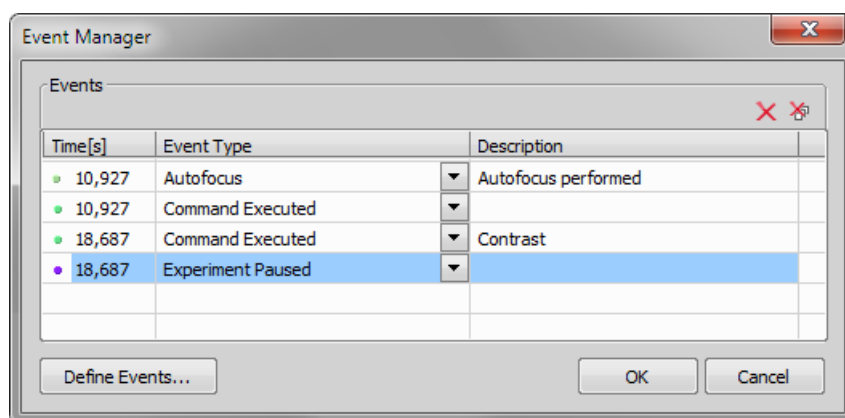 Event Manager
Events
Time[s] Event Type Description
10,927 Autofocus Autofocus performed
10,927 Command Executed
18,687 Command Executed Contrast
18,687 Experiment Paused
Define Events... OK Cancel